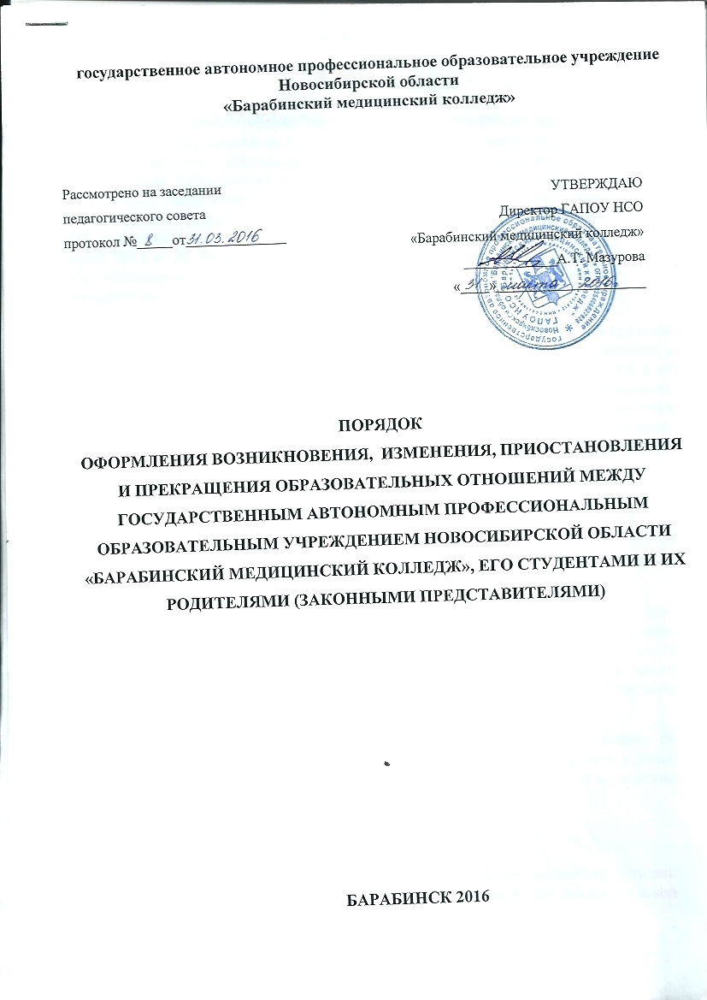 государственное автономное профессиональное образовательное учреждение
Новосибирской области
«Барабинский медицинский колледж»
Рассмотрено на заседании
педагогического совета
протокол № 8 от 31.03.2016
УТВЕРЖДАЮ
Директор ГАПОУ НСО
«Барабинский медицинский колледж»
А.Т. Мазурова
« 31 » марта 2016г
ПОРЯДОК
ОФОРМЛЕНИЯ ВОЗНИКНОВЕНИЯ, ИЗМЕНЕНИЯ, ПРИОСТАНОВЛЕНИЯ
И ПРЕКРАЩЕНИЯ ОБРАЗОВАТЕЛЬНЫХ ОТНОШЕНИЙ МЕЖДУ
ГОСУДАРСТВЕННЫМ АВТОНОМНЫМ ПРОФЕССИОНАЛЬНЫМ
ОБРАЗОВАТЕЛЬНЫМ УЧРЕЖДЕНИЕМ НОВОСИБИРСКОЙ ОБЛАСТИ
«БАРАБИНСКИЙ МЕДИЦИНСКИЙ КОЛЛЕДЖ», ЕГО СТУДЕНТАМИ И ИХ
РОДИТЕЛЯМИ (ЗАКОННЫМИ ПРЕДСТАВИТЕЛЯМИ)
БАРАБИНСК 2016